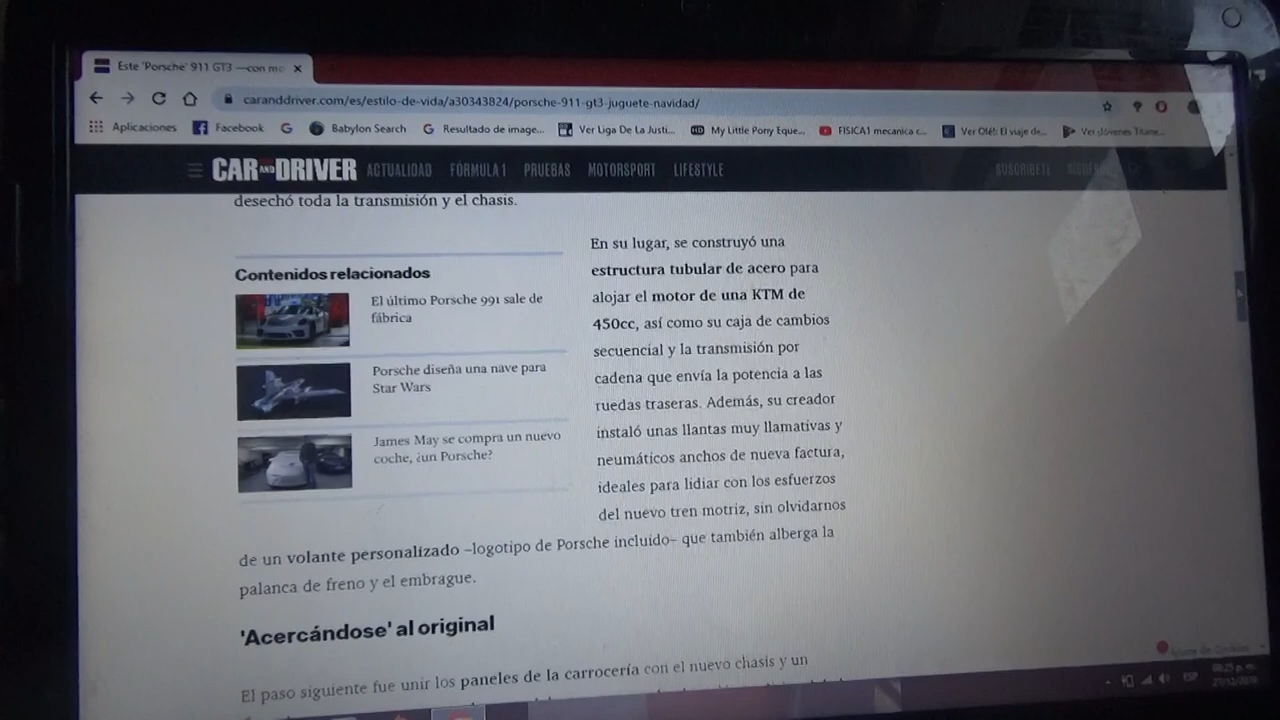 Este 'Porsche' 911 GT3 —con mo
caranddriver.com/es/estilo-de-vida/a30343824/porsche-911-gt3-juguete-navidad/
Aplicaciones Facebook Babylon Search Resultado de image... Ver Liga De La Justi... My Little Pony Eque... FISICA1 mecanica c... Ver Olé!: El viaje de... Ver ¡Jóvenes Titane...
CAR AND DRIVER ACTUALIDAD FÓRMULA 1 PRUEBAS MOTORSPORT LIFESTYLE SUSCRÍBETE
desechó toda la transmisión y el chasis.
Contenidos relacionados
El último Porsche 991 sale de
fábrica
Porsche diseña una nave para
Star Wars
James May se compra un nuevo
coche, ¿un Porsche?
En su lugar, se construyó una
estructura tubular de acero para
alojar el motor de una KTM de
450cc, así como su caja de cambios
secuencial y la transmisión por
cadena que envía la potencia a las
ruedas traseras. Además, su creador
instaló unas llantas muy llamativas y
neumáticos anchos de nueva factura,
ideales para lidiar con los esfuerzos
del nuevo tren motriz, sin olvidarnos
de un volante personalizado –logotipo de Porsche incluido– que también alberga la
palanca de freno y el embrague.
'Acercándose' al original
El paso siguiente fue unir los paneles de la carrocería con el nuevo chasis y un
ESP